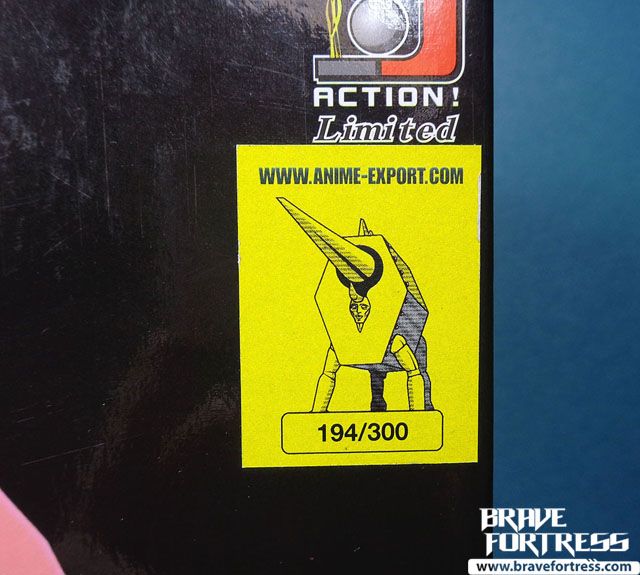 ACTION!
Limited
WWW.ANIME-EXPORT.COM
194/300
BRAVE
FORTRESS
www.bravefortress.com